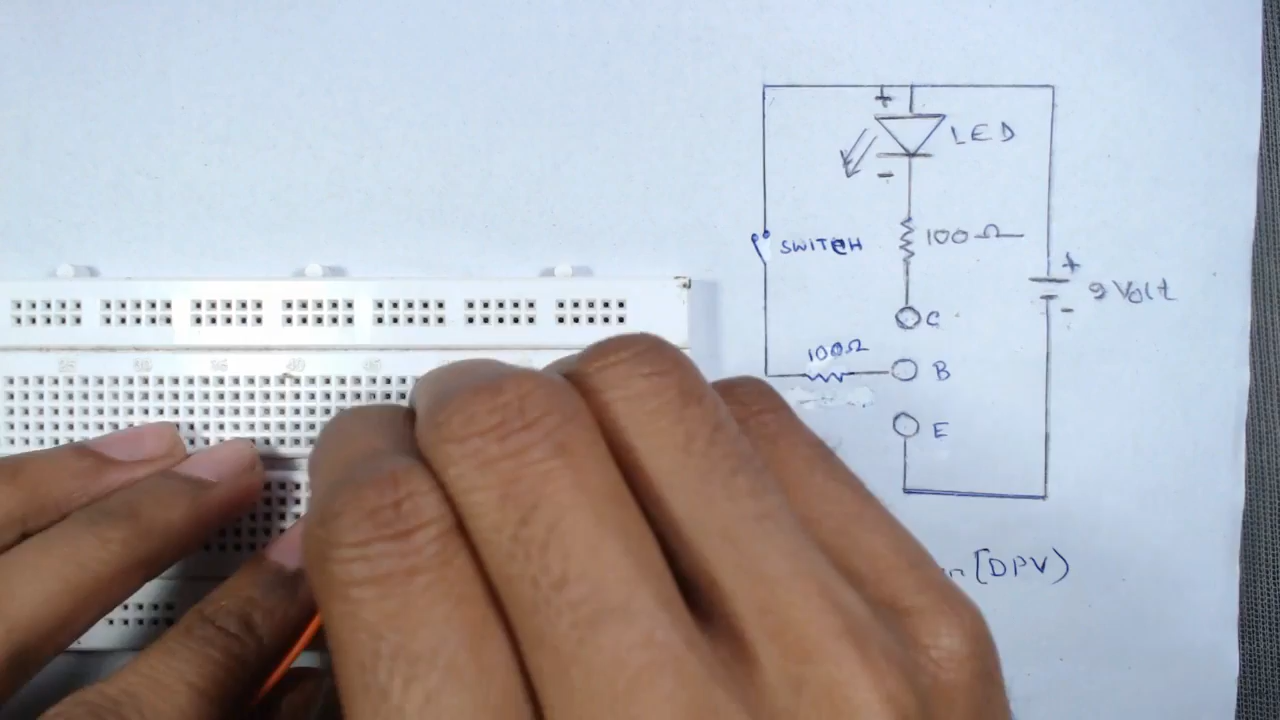 +
LED
-
SWITCH
100Ω
+
9 Volt
-
C
100Ω
B
E
(DPV)